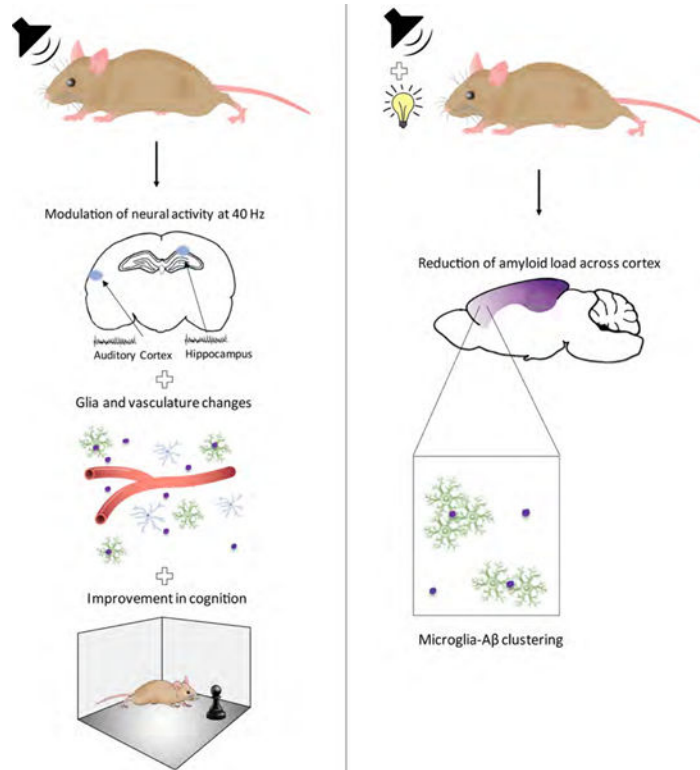 Modulation of neural activity at 40 Hz
Auditory Cortex
Hippocampus
Glia and vasculature changes
Improvement in cognition
Reduction of amyloid load across cortex
Microglia-Aβ clustering